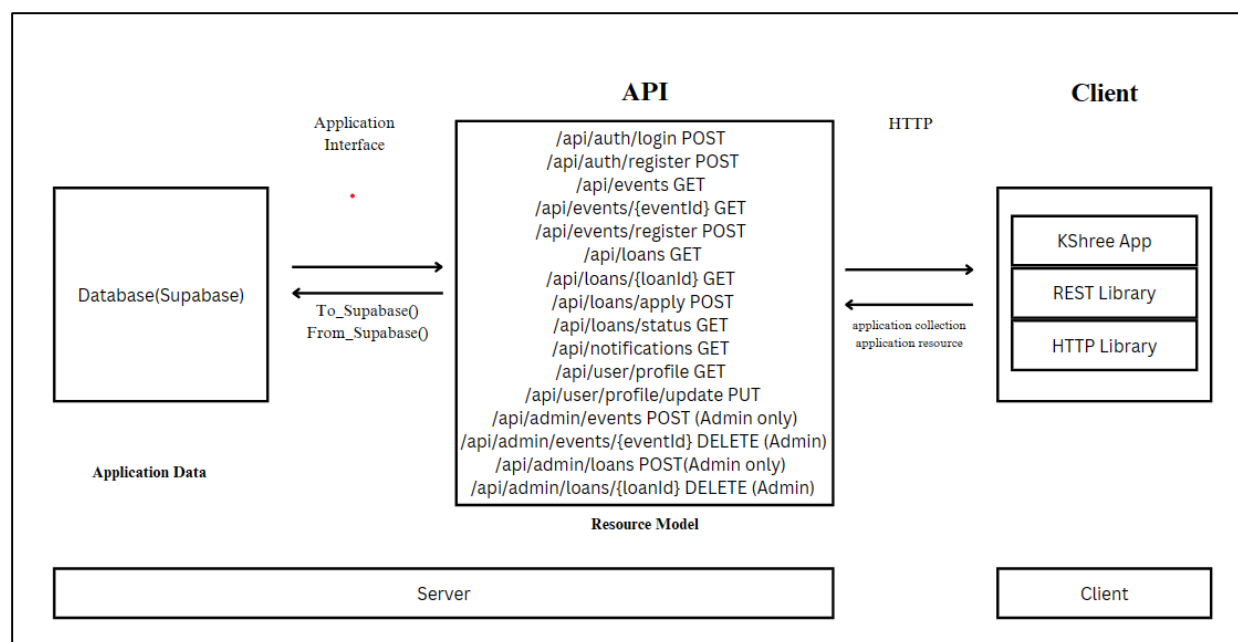 API
Client
Application
Interface
HTTP
/api/auth/login POST
/api/auth/register POST
/api/events GET
/api/events/{eventId} GET
/api/events/register POST
/api/loans GET
/api/loans/{loanId} GET
/api/loans/apply POST
/api/loans/status GET
/api/notifications GET
/api/user/profile GET
/api/user/profile/update PUT
/api/admin/events POST (Admin only)
/api/admin/events/{eventId} DELETE (Admin)
/api/admin/loans POST(Admin only)
/api/admin/loans/{loanId} DELETE (Admin)
Database(Supabase)
To_Supabase()
From_Supabase()
application collection
application resource
KShree App
REST Library
HTTP Library
Application Data
Resource Model
Server
Client